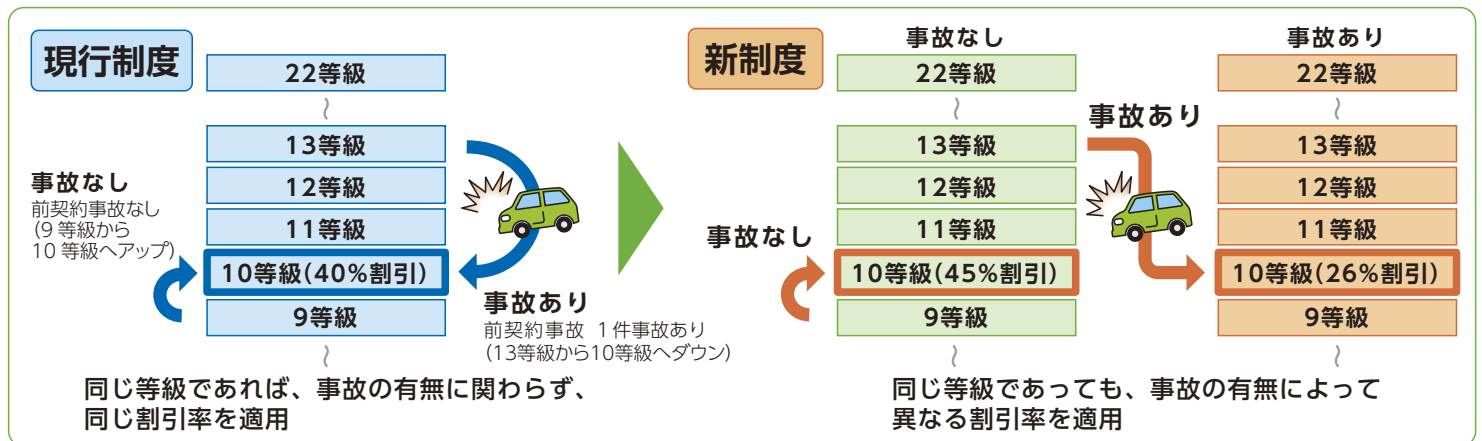 現行制度
22等級
～
13等級
12等級
11等級
10等級(40%割引)
9等級
～
事故なし
前契約事故なし
(9 等級から
10 等級へアップ)
事故あり
前契約事故 1件事故あり
(13等級から10等級へダウン)
同じ等級であれば、事故の有無に関わらず、
同じ割引率を適用
新制度
事故なし
22等級
～
13等級
12等級
11等級
10等級(45%割引)
9等級
～
事故なし
事故あり
事故あり
22等級
～
13等級
12等級
11等級
10等級(26%割引)
9等級
～
同じ等級であっても、事故の有無によって
異なる割引率を適用